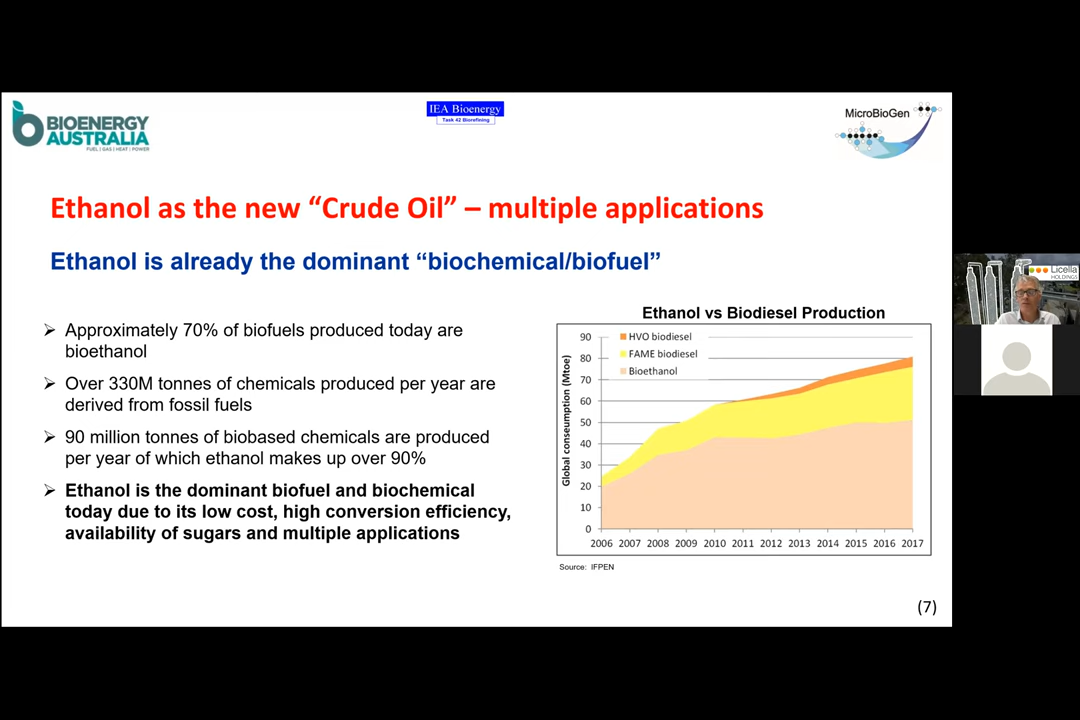 BIOENERGY
AUSTRALIA
FUEL | GAS | HEAT | POWER
IEA Bioenergy
Task 42 Biorefining
MicroBioGen
Ethanol as the new “Crude Oil” – multiple applications
Ethanol is already the dominant “biochemical/biofuel”
Licella
HOLDINGS
➢ Approximately 70% of biofuels produced today are
bioethanol
➢ Over 330M tonnes of chemicals produced per year are
derived from fossil fuels
➢ 90 million tonnes of biobased chemicals are produced
per year of which ethanol makes up over 90%
➢ Ethanol is the dominant biofuel and biochemical
today due to its low cost, high conversion efficiency,
availability of sugars and multiple applications
Ethanol vs Biodiesel Production
HVO biodiesel
FAME biodiesel
Bioethanol
Global conseumption (Mtoe)
90
80
70
60
50
40
30
20
10
0
2006 2007 2008 2009 2010 2011 2012 2013 2014 2015 2016 2017
Source: IFPEN
(7)